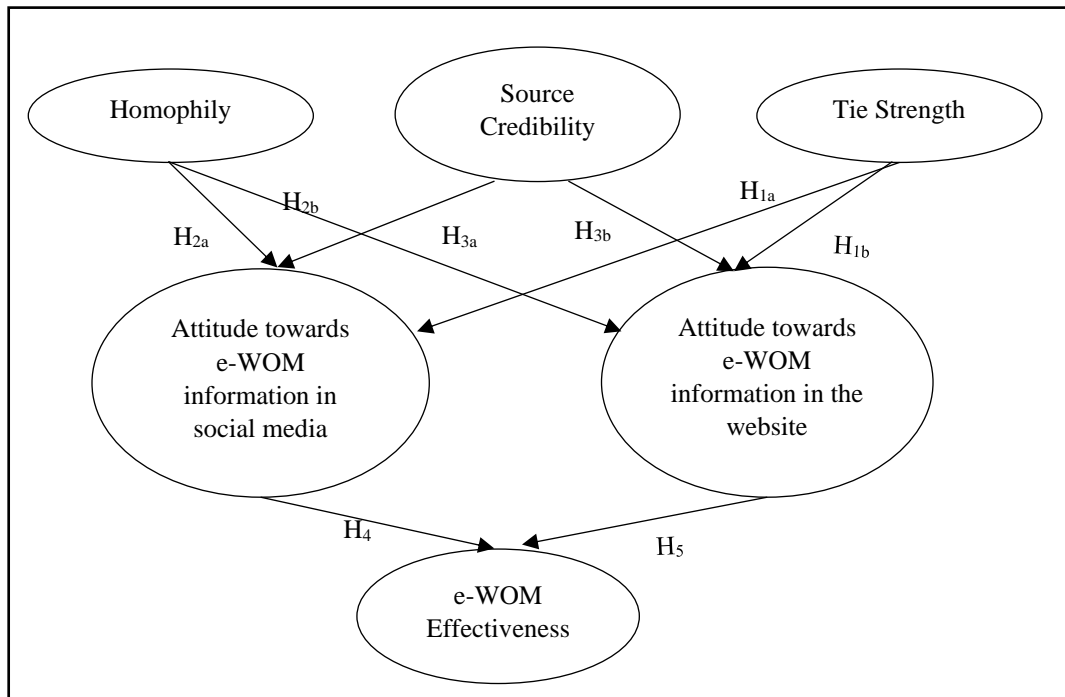 Homophily
Source
Credibility
Tie Strength
H2a
H2b
H3a
H3b
H1a
H1b
Attitude towards
e-WOM
information in
social media
Attitude towards
e-WOM
information in the
website
H4
H5
e-WOM
Effectiveness